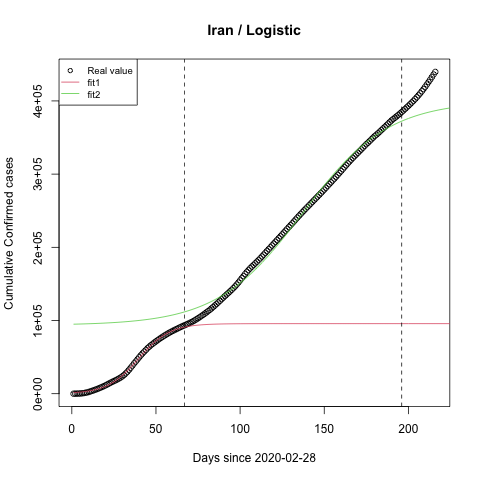 Iran / Logistic
Real value
fit1
fit2
Cumulative Confirmed cases
4e+05
3e+05
2e+05
1e+05
0e+00
0 50 100 150 200
Days since 2020-02-28